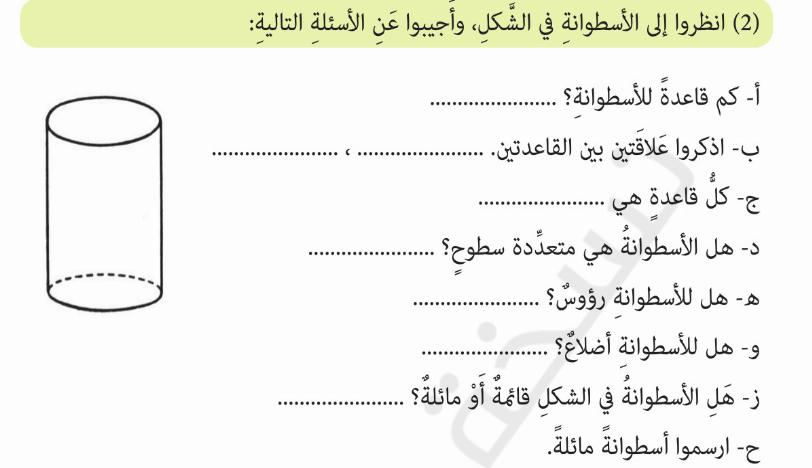 (2) انظروا إلى الأسطوانةِ في الشَّكلِ، وأَجيبوا عَنِ الأسئلةِ التاليةِ:
أ- كم قاعدةً للأسطوانةِ؟ .......................
ب- اذكروا عَلاقَتين بين القاعدتين. ....................... ، .......................
ج- كلُّ قاعدةٍ هي .......................
د- هل الأسطوانةُ هي متعدِّدة سطوحٍ؟ .......................
ه- هل للأسطوانةِ رؤوسٌ؟ .......................
و- هل للأسطوانةِ أضلاعٌ؟ .......................
ز- هَلِ الأسطوانةُ في الشكلِ قائمةٌ أَوْ مائلةٌ؟ .......................
ح- ارسموا أسطوانةً مائلةً.
نسخة